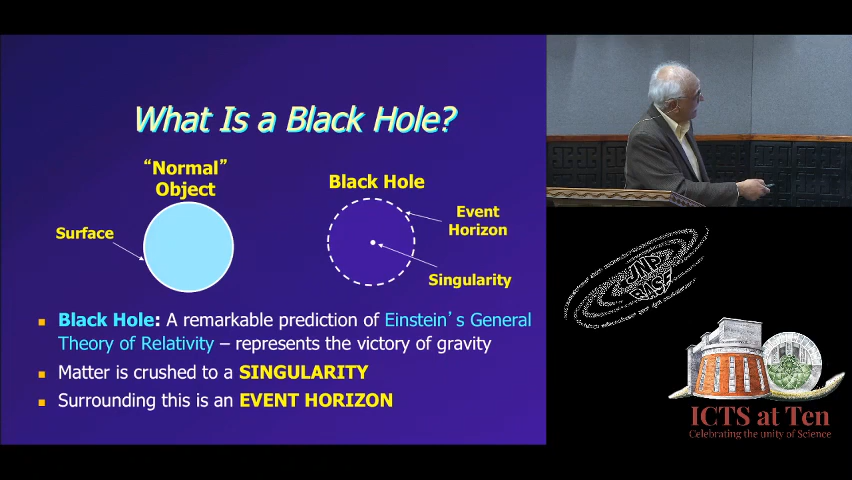 What Is a Black Hole?
“Normal”
Object
Black Hole
Surface
Event
Horizon
Singularity
▪ Black Hole: A remarkable prediction of Einstein’s General
Theory of Relativity – represents the victory of gravity
▪ Matter is crushed to a SINGULARITY
▪ Surrounding this is an EVENT HORIZON
ICTS at Ten
Celebrating the unity of Science